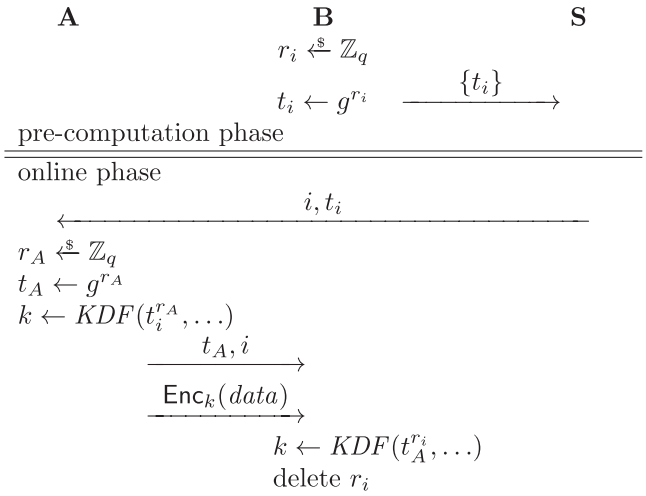 A B S
r_i ←$ ℤ_q
t_i ← g^{r_i} {t_i}
pre-computation phase
online phase
i, t_i
r_A ←$ ℤ_q
t_A ← g^{r_A}
k ← KDF(t_i^{r_A}, …)
t_A, i
Enc_k(data)
k ← KDF(t_A^{r_i}, …)
delete r_i